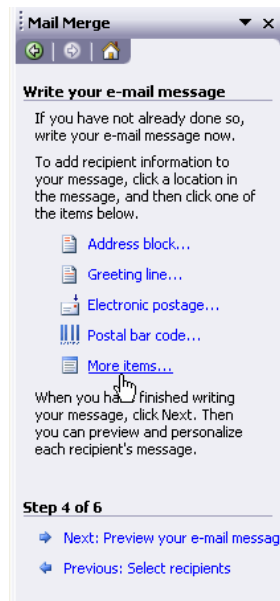 Mail Merge
Write your e-mail message
If you have not already done so,
write your e-mail message now.
To add recipient information to
your message, click a location in
the message, and then click one of
the items below.
Address block...
Greeting line...
Electronic postage...
Postal bar code...
More items...
When you ha finished writing
your message, click Next. Then
you can preview and personalize
each recipient's message.
Step 4 of 6
Next: Preview your e-mail messag
Previous: Select recipients